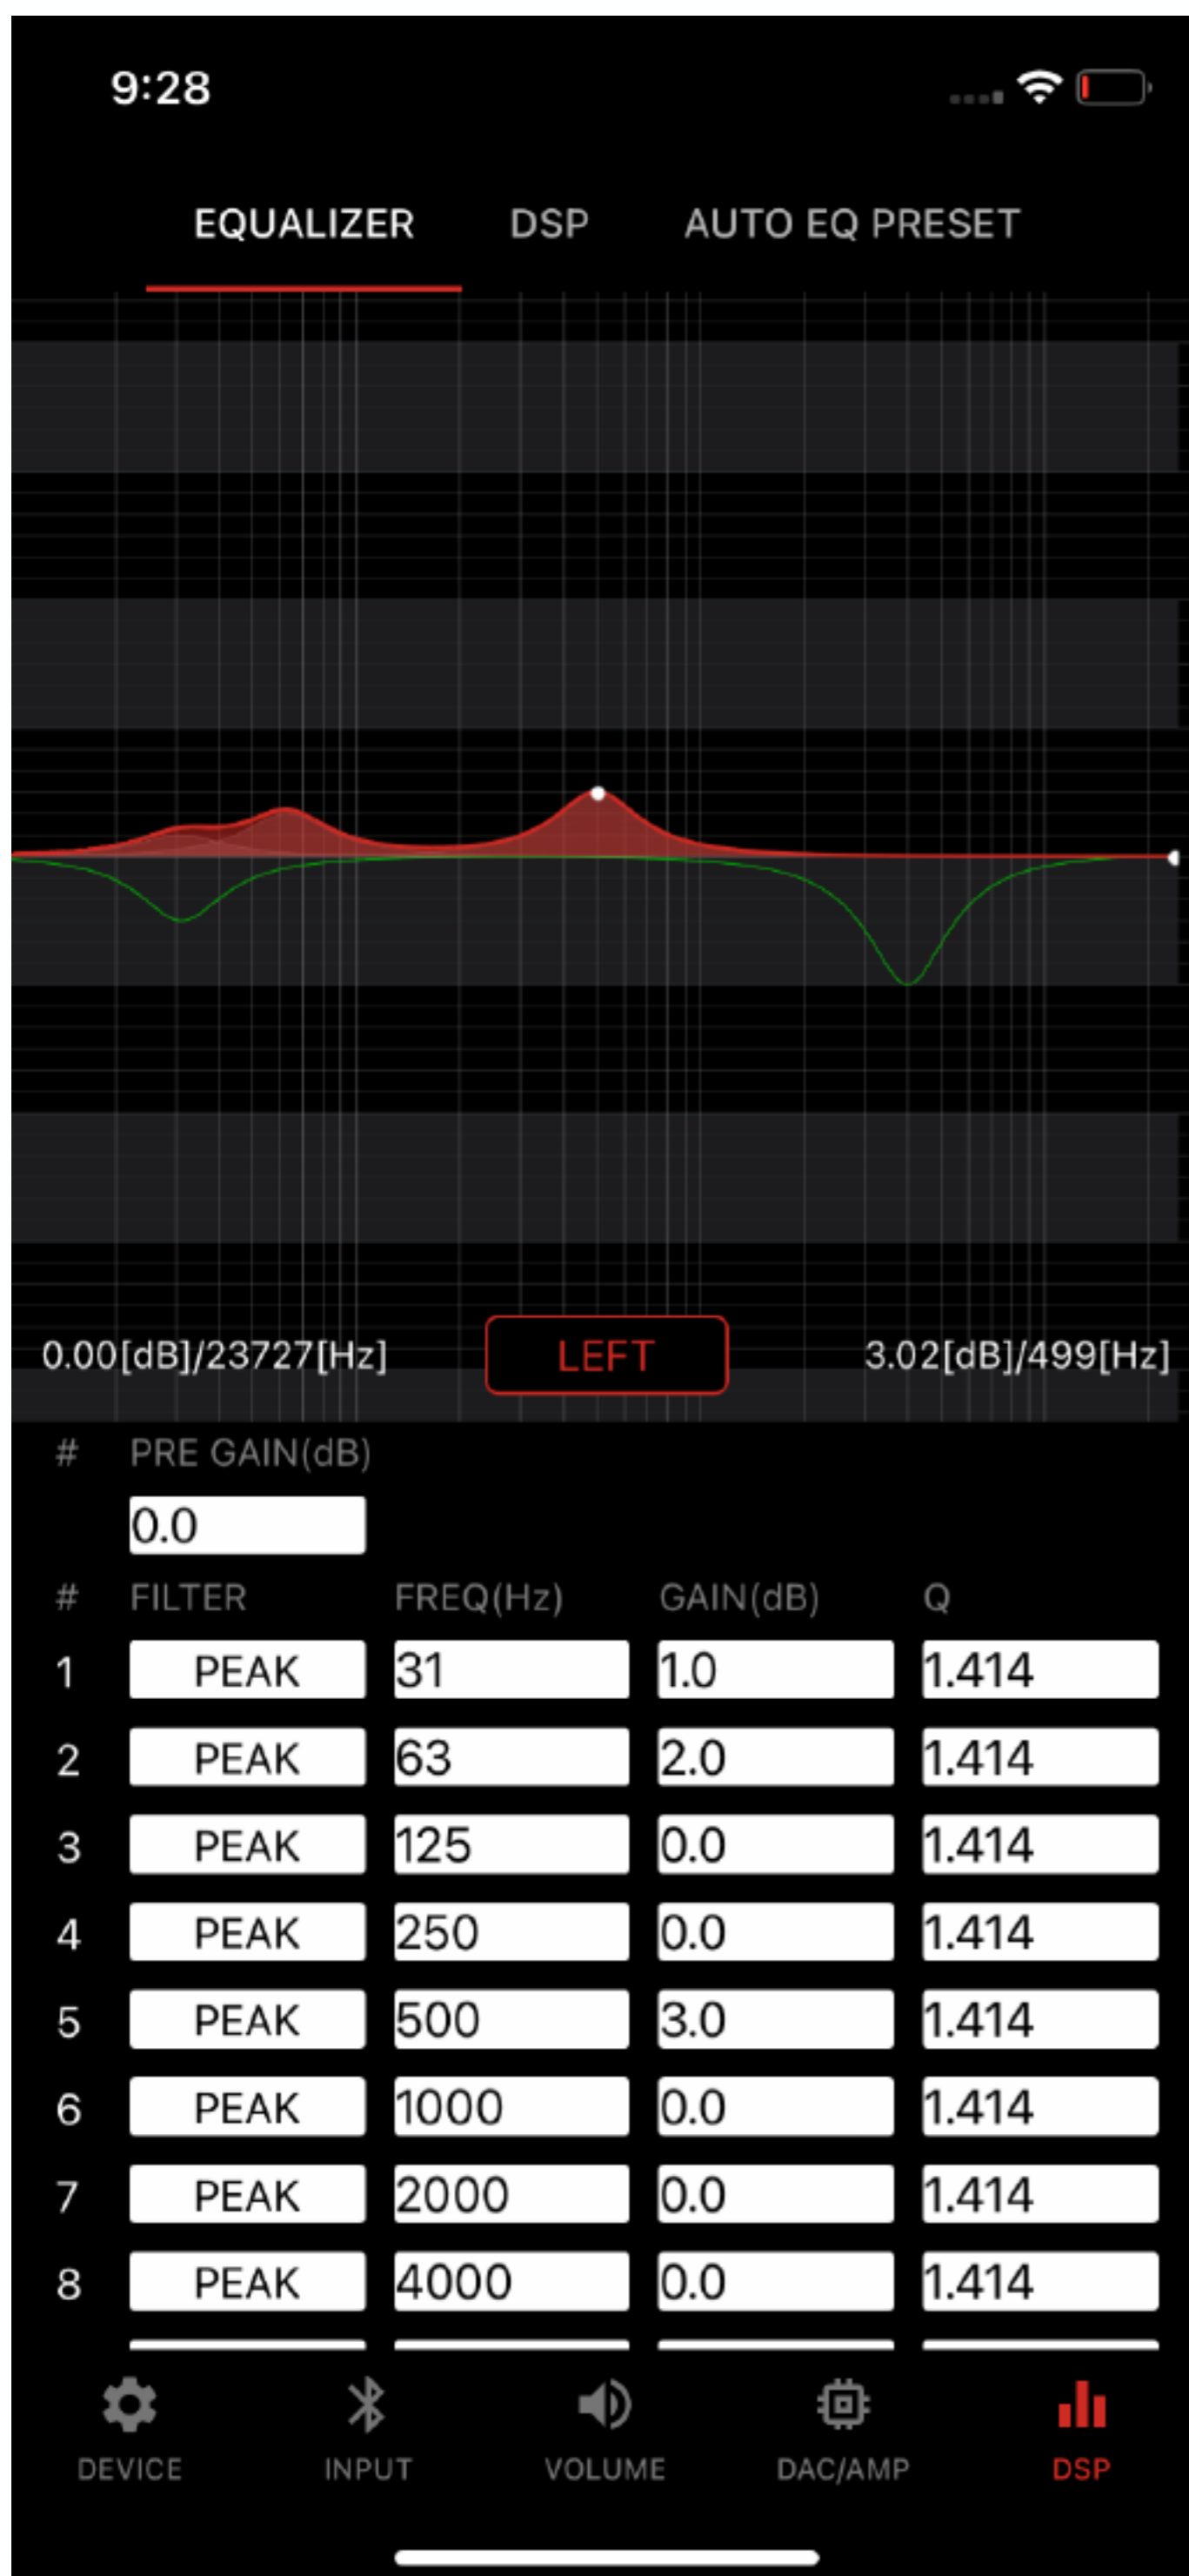 9:28
EQUALIZER DSP AUTO EQ PRESET
0.00[dB]/23727[Hz] LEFT 3.02[dB]/499[Hz]
# PRE GAIN(dB)
0.0
# FILTER FREQ(Hz) GAIN(dB) Q
1 PEAK 31 1.0 1.414
2 PEAK 63 2.0 1.414
3 PEAK 125 0.0 1.414
4 PEAK 250 0.0 1.414
5 PEAK 500 3.0 1.414
6 PEAK 1000 0.0 1.414
7 PEAK 2000 0.0 1.414
8 PEAK 4000 0.0 1.414
DEVICE INPUT VOLUME DAC/AMP DSP